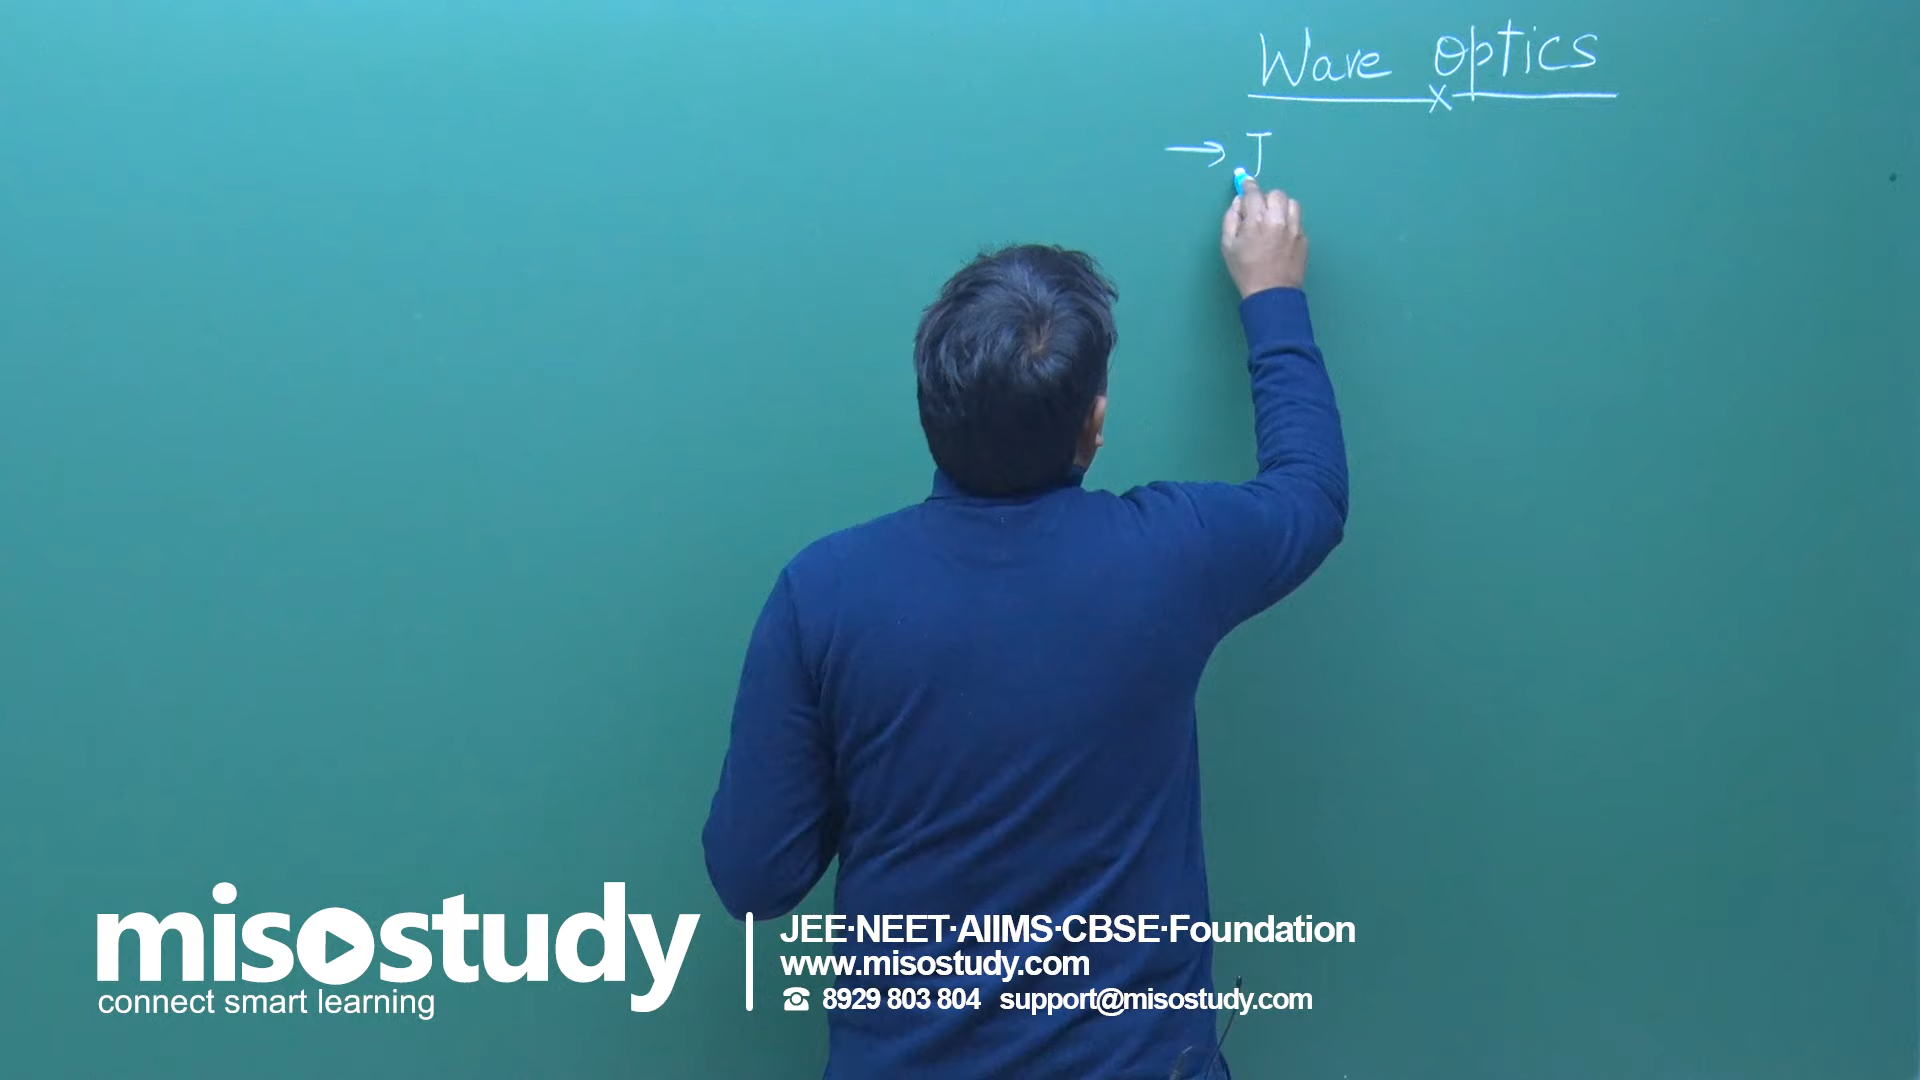 Wave Optics
→ J
misostudy
connect smart learning
JEE·NEET·AIIMS·CBSE·Foundation
www.misostudy.com
☎ 8929 803 804 support@misostudy.com